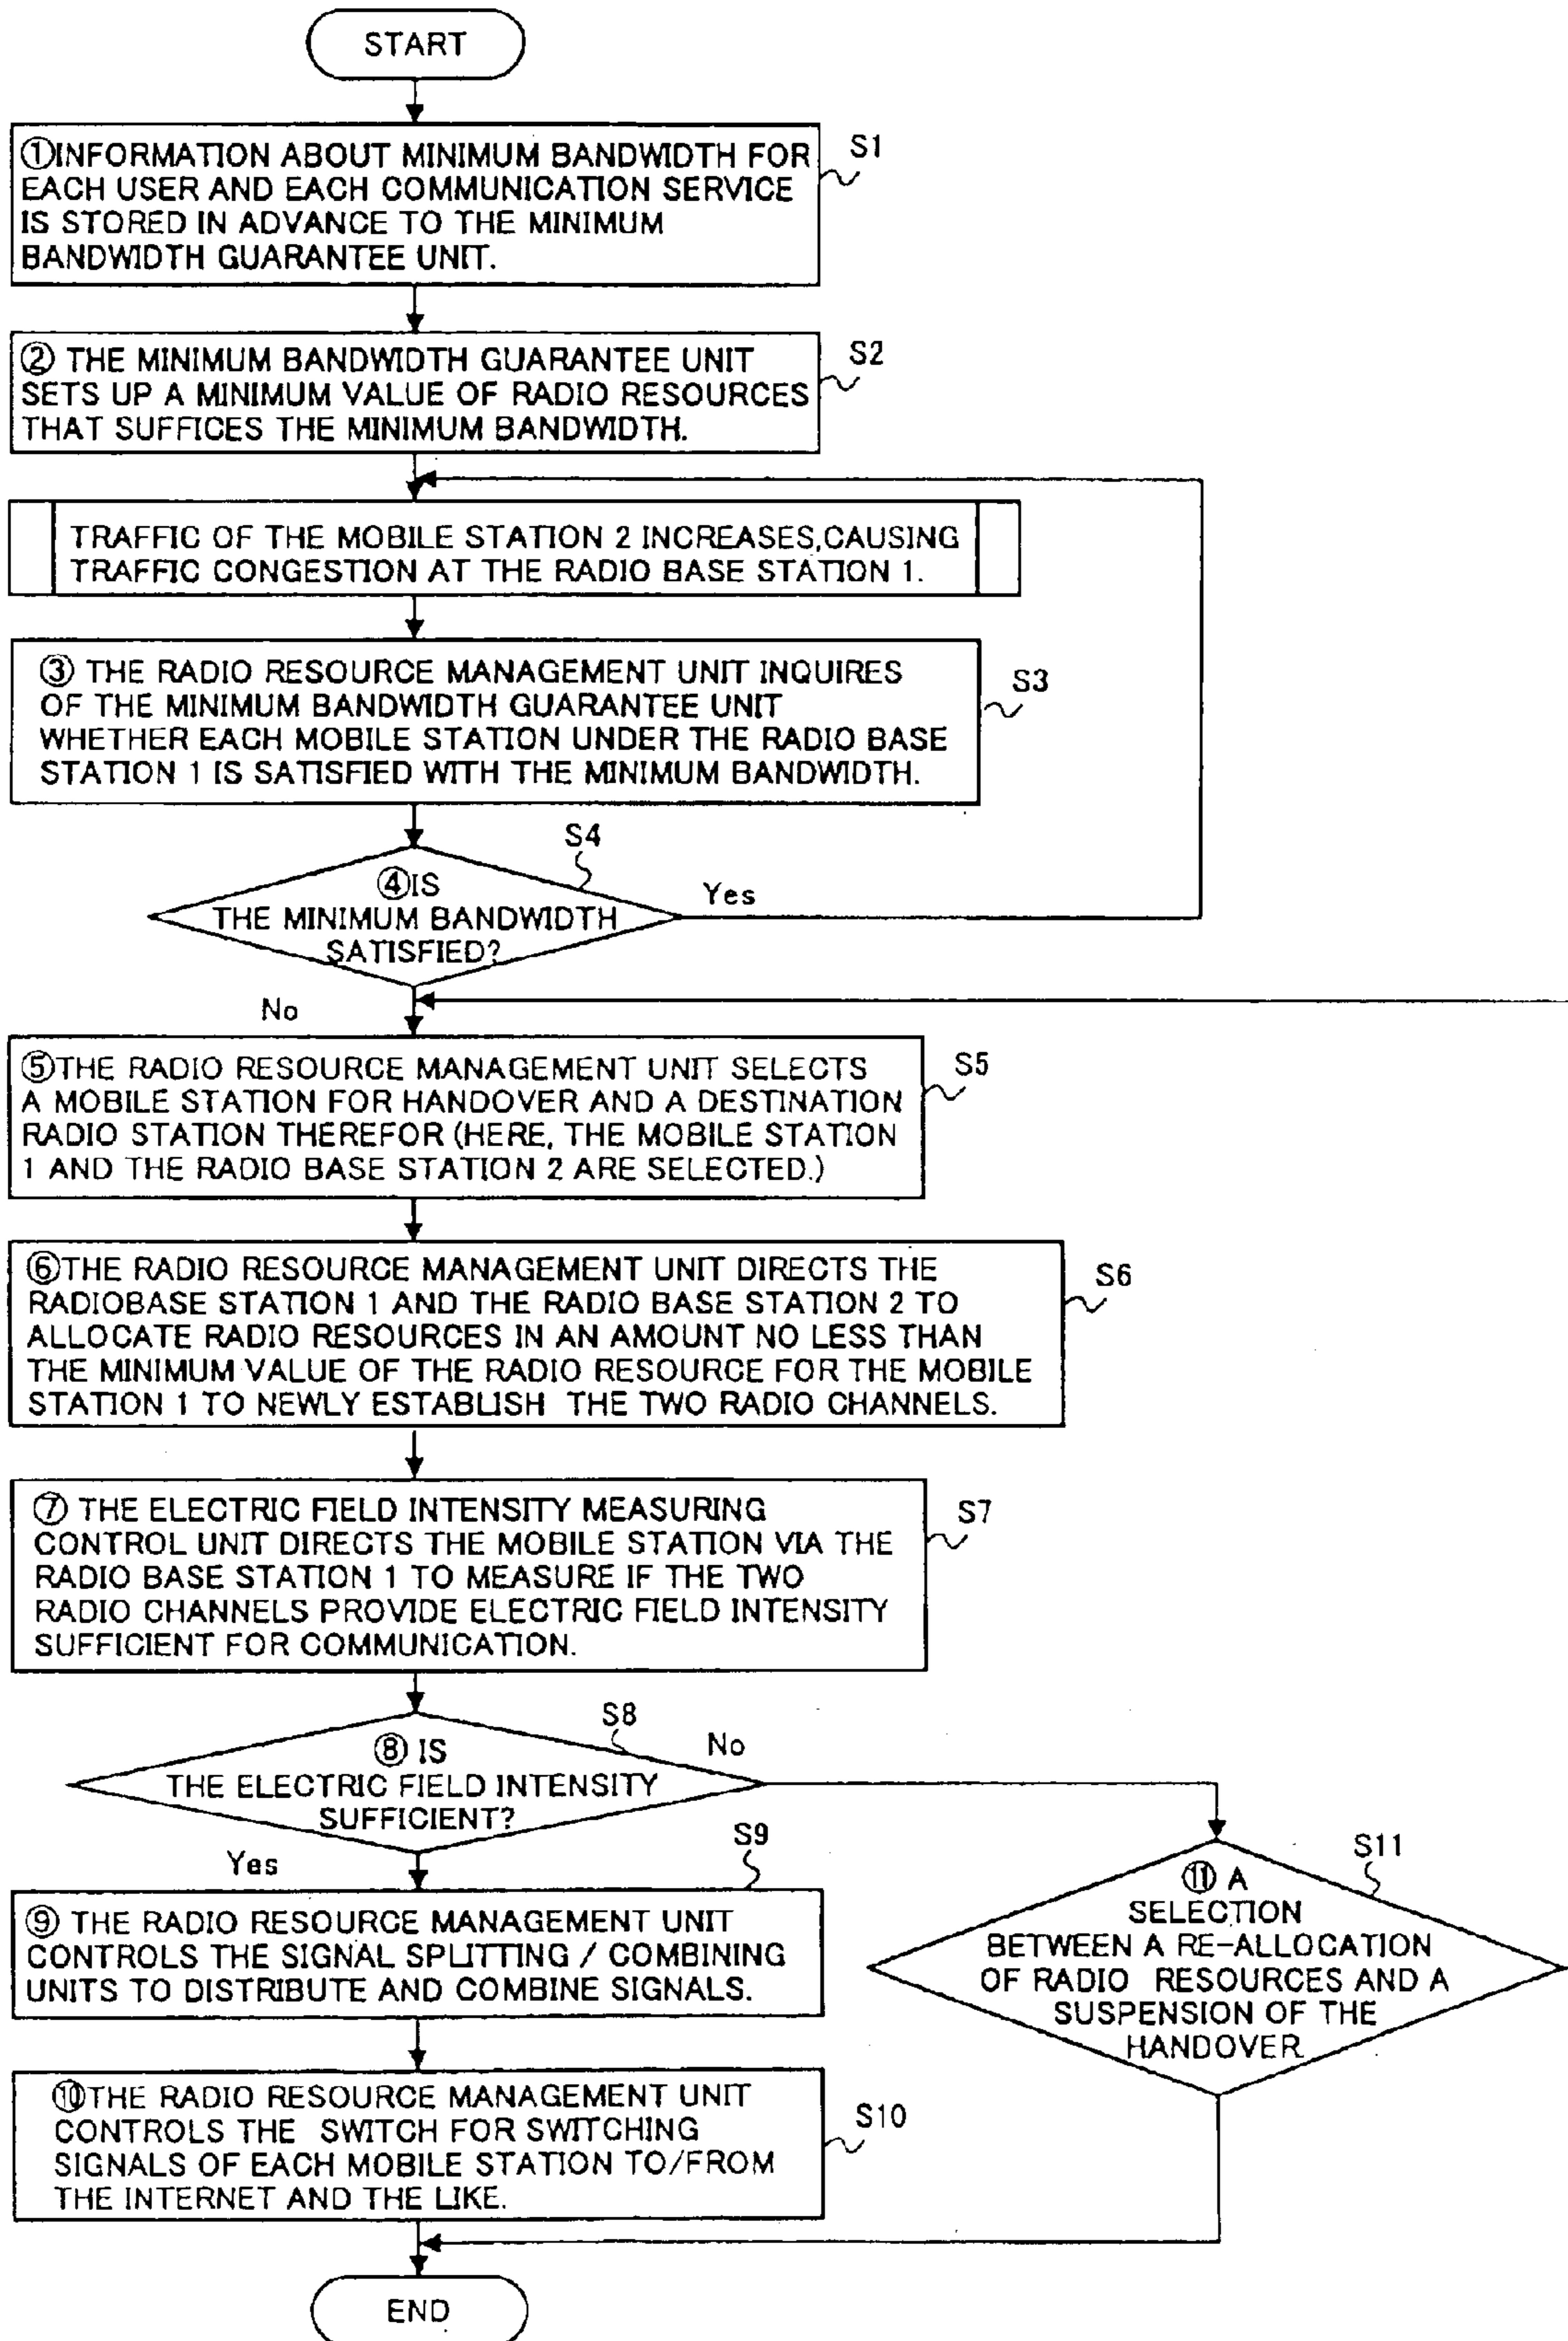 START
①INFORMATION ABOUT MINIMUM BANDWIDTH FOR
EACH USER AND EACH COMMUNICATION SERVICE
IS STORED IN ADVANCE TO THE MINIMUM
BANDWIDTH GUARANTEE UNIT.
S1
② THE MINIMUM BANDWIDTH GUARANTEE UNIT
SETS UP A MINIMUM VALUE OF RADIO RESOURCES
THAT SUFFICES THE MINIMUM BANDWIDTH.
S2
TRAFFIC OF THE MOBILE STATION 2 INCREASES,CAUSING
TRAFFIC CONGESTION AT THE RADIO BASE STATION 1.
③ THE RADIO RESOURCE MANAGEMENT UNIT INQUIRES
OF THE MINIMUM BANDWIDTH GUARANTEE UNIT
WHETHER EACH MOBILE STATION UNDER THE RADIO BASE
STATION 1 IS SATISFIED WITH THE MINIMUM BANDWIDTH.
S3
S4
④IS
THE MINIMUM BANDWIDTH
SATISFIED?
Yes
No
⑤THE RADIO RESOURCE MANAGEMENT UNIT SELECTS
A MOBILE STATION FOR HANDOVER AND A DESTINATION
RADIO STATION THEREFOR (HERE, THE MOBILE STATION
1 AND THE RADIO BASE STATION 2 ARE SELECTED.)
S5
⑥THE RADIO RESOURCE MANAGEMENT UNIT DIRECTS THE
RADIOBASE STATION 1 AND THE RADIO BASE STATION 2 TO
ALLOCATE RADIO RESOURCES IN AN AMOUNT NO LESS THAN
THE MINIMUM VALUE OF THE RADIO RESOURCE FOR THE MOBILE
STATION 1 TO NEWLY ESTABLISH THE TWO RADIO CHANNELS.
S6
⑦ THE ELECTRIC FIELD INTENSITY MEASURING
CONTROL UNIT DIRECTS THE MOBILE STATION VIA THE
RADIO BASE STATION 1 TO MEASURE IF THE TWO
RADIO CHANNELS PROVIDE ELECTRIC FIELD INTENSITY
SUFFICIENT FOR COMMUNICATION.
S7
S8
⑧ IS
THE ELECTRIC FIELD INTENSITY
SUFFICIENT?
No
Yes
S9
⑨ THE RADIO RESOURCE MANAGEMENT UNIT
CONTROLS THE SIGNAL SPLITTING / COMBINING
UNITS TO DISTRIBUTE AND COMBINE SIGNALS.
S11
⑪ A
SELECTION
BETWEEN A RE-ALLOCATION
OF RADIO RESOURCES AND A
SUSPENSION OF THE
HANDOVER
⑩THE RADIO RESOURCE MANAGEMENT UNIT
CONTROLS THE SWITCH FOR SWITCHING
SIGNALS OF EACH MOBILE STATION TO/FROM
THE INTERNET AND THE LIKE.
S10
END